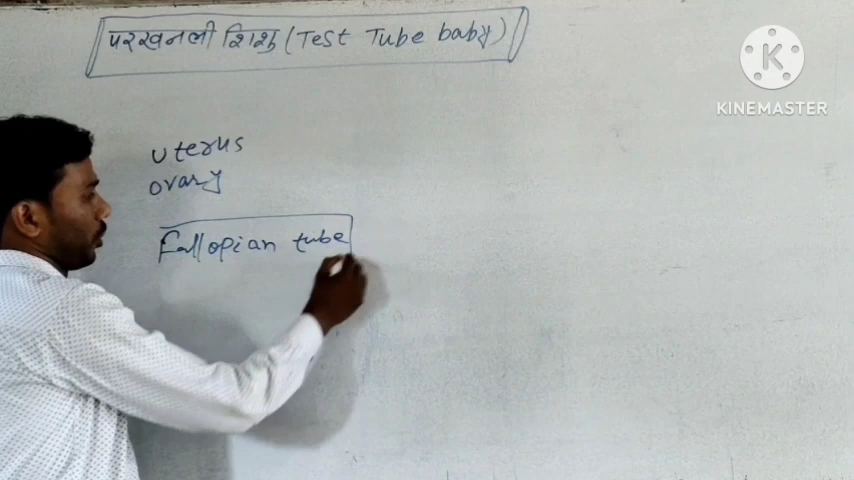 परखनली शिशु (Test Tube baby)
K
KINEMASTER
uterus
ovary
fallopian tube